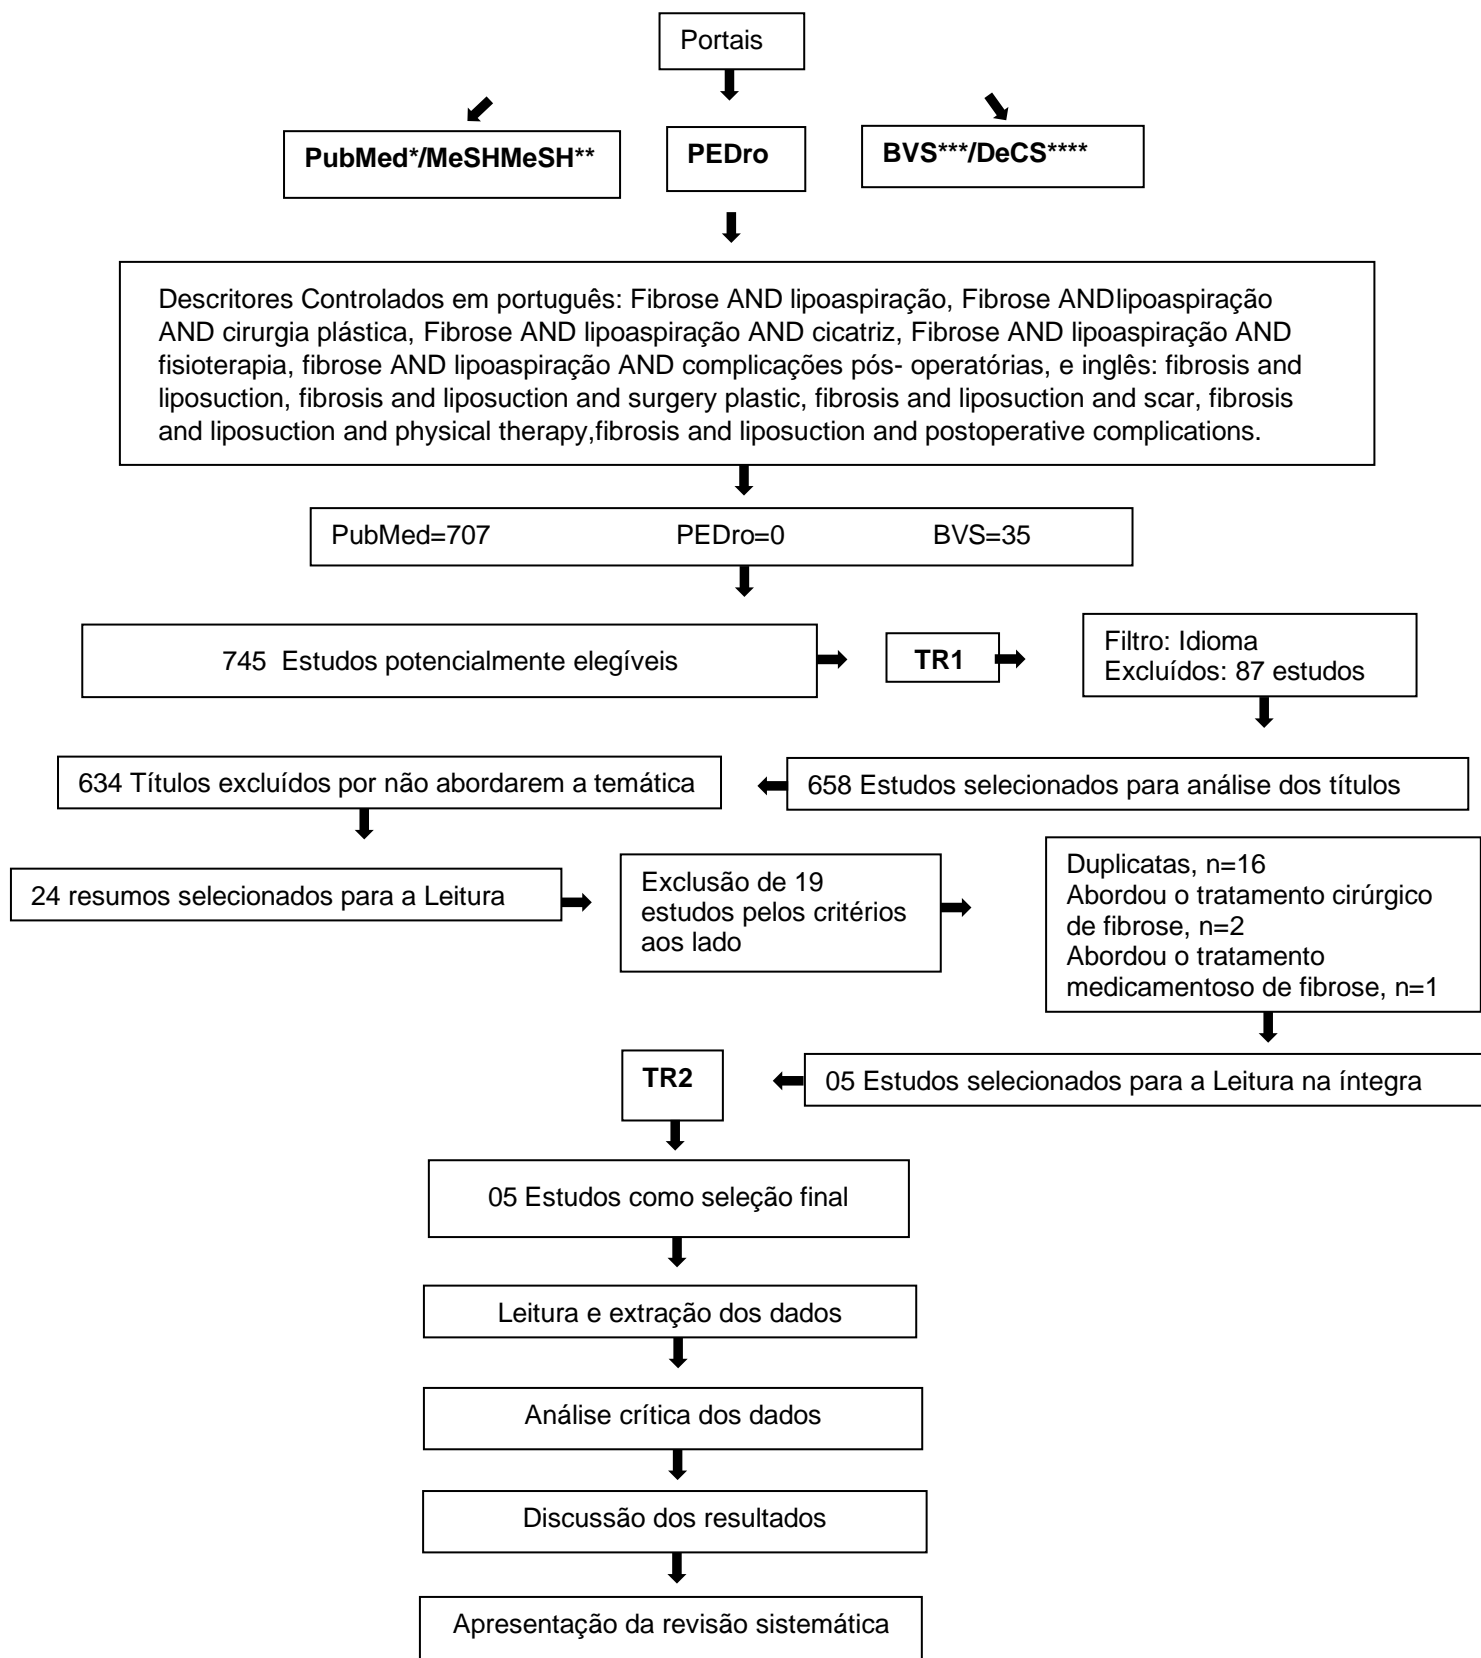 Portais
PubMed*/MeSHMeSH**
PEDro
BVS***/DeCS****
Descritores Controlados em português: Fibrose AND lipoaspiração, Fibrose ANDlipoaspiração
AND cirurgia plástica, Fibrose AND lipoaspiração AND cicatriz, Fibrose AND lipoaspiração AND
fisioterapia, fibrose AND lipoaspiração AND complicações pós- operatórias, e inglês: fibrosis and
liposuction, fibrosis and liposuction and surgery plastic, fibrosis and liposuction and scar, fibrosis
and liposuction and physical therapy,fibrosis and liposuction and postoperative complications.
PubMed=707 PEDro=0 BVS=35
745 Estudos potencialmente elegíveis
TR1
Filtro: Idioma
Excluídos: 87 estudos
658 Estudos selecionados para análise dos títulos
634 Títulos excluídos por não abordarem a temática
24 resumos selecionados para a Leitura
Exclusão de 19
estudos pelos critérios
aos lado
Duplicatas, n=16
Abordou o tratamento cirúrgico
de fibrose, n=2
Abordou o tratamento
medicamentoso de fibrose, n=1
05 Estudos selecionados para a Leitura na íntegra
TR2
05 Estudos como seleção final
Leitura e extração dos dados
Análise crítica dos dados
Discussão dos resultados
Apresentação da revisão sistemática